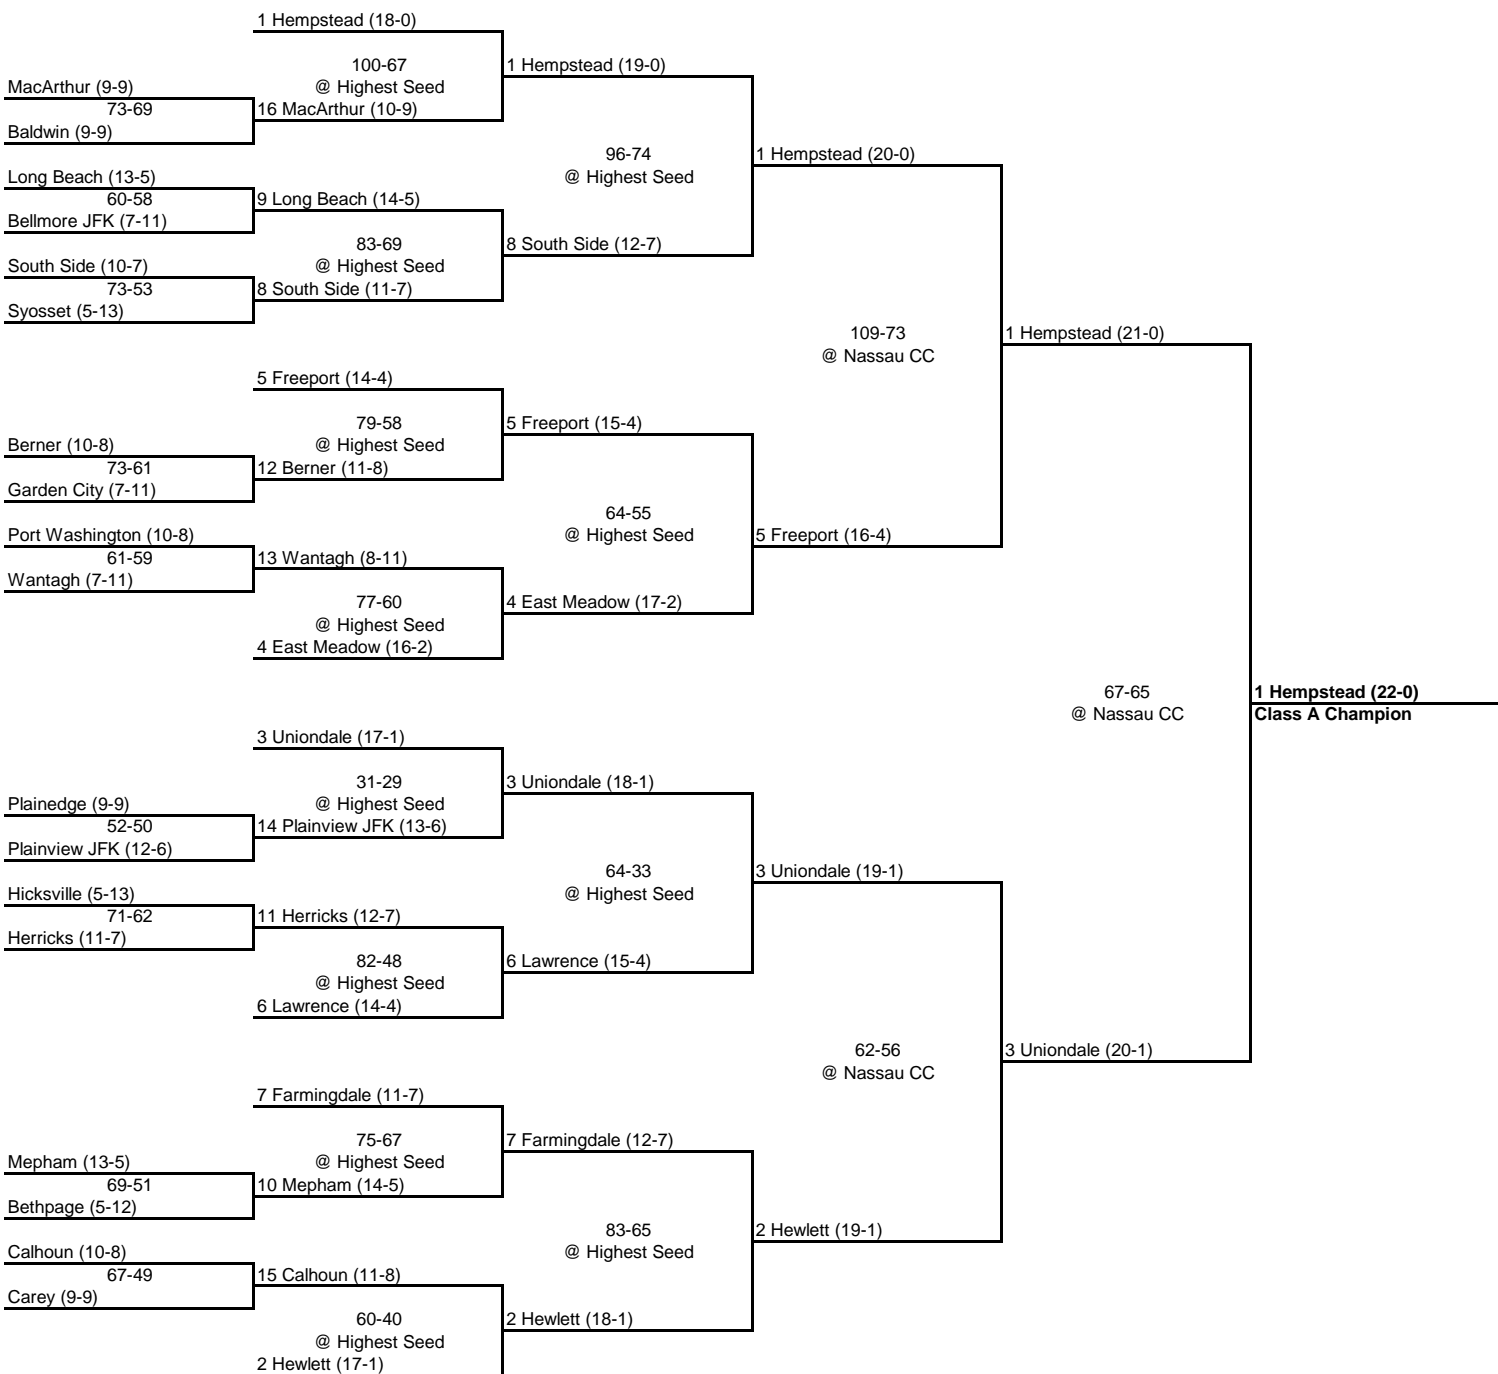 1 Hempstead (18-0)
100-67
@ Highest Seed
1 Hempstead (19-0)
MacArthur (9-9)
73-69
16 MacArthur (10-9)
Baldwin (9-9)
96-74
@ Highest Seed
1 Hempstead (20-0)
Long Beach (13-5)
60-58
9 Long Beach (14-5)
Bellmore JFK (7-11)
83-69
@ Highest Seed
8 South Side (12-7)
South Side (10-7)
73-53
8 South Side (11-7)
Syosset (5-13)
109-73
@ Nassau CC
1 Hempstead (21-0)
5 Freeport (14-4)
79-58
@ Highest Seed
5 Freeport (15-4)
Berner (10-8)
73-61
12 Berner (11-8)
Garden City (7-11)
64-55
@ Highest Seed
5 Freeport (16-4)
Port Washington (10-8)
61-59
13 Wantagh (8-11)
Wantagh (7-11)
77-60
@ Highest Seed
4 East Meadow (17-2)
4 East Meadow (16-2)
67-65
@ Nassau CC
1 Hempstead (22-0)
Class A Champion
3 Uniondale (17-1)
31-29
@ Highest Seed
3 Uniondale (18-1)
Plainedge (9-9)
52-50
14 Plainview JFK (13-6)
Plainview JFK (12-6)
64-33
@ Highest Seed
3 Uniondale (19-1)
Hicksville (5-13)
71-62
11 Herricks (12-7)
Herricks (11-7)
82-48
@ Highest Seed
6 Lawrence (15-4)
6 Lawrence (14-4)
62-56
@ Nassau CC
3 Uniondale (20-1)
7 Farmingdale (11-7)
75-67
@ Highest Seed
7 Farmingdale (12-7)
Mepham (13-5)
69-51
10 Mepham (14-5)
Bethpage (5-12)
83-65
@ Highest Seed
2 Hewlett (19-1)
Calhoun (10-8)
67-49
15 Calhoun (11-8)
Carey (9-9)
60-40
@ Highest Seed
2 Hewlett (18-1)
2 Hewlett (17-1)